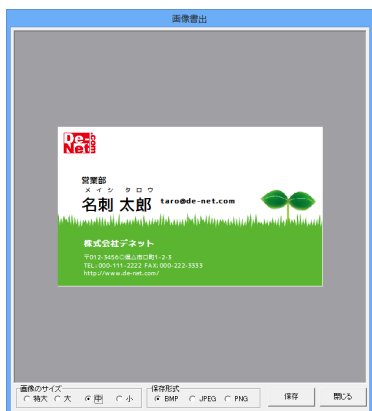 画像書出
De-Net.com
営業部
メイシ タロウ
名刺 太郎 taro@de-net.com
株式会社デネット
〒012-3456○県△市□町1-2-3
TEL:000-111-2222 FAX:000-222-3333
http://www.de-net.com/
画像のサイズ 保存形式
特大 大 中 小 BMP JPEG PNG 保存 閉じる